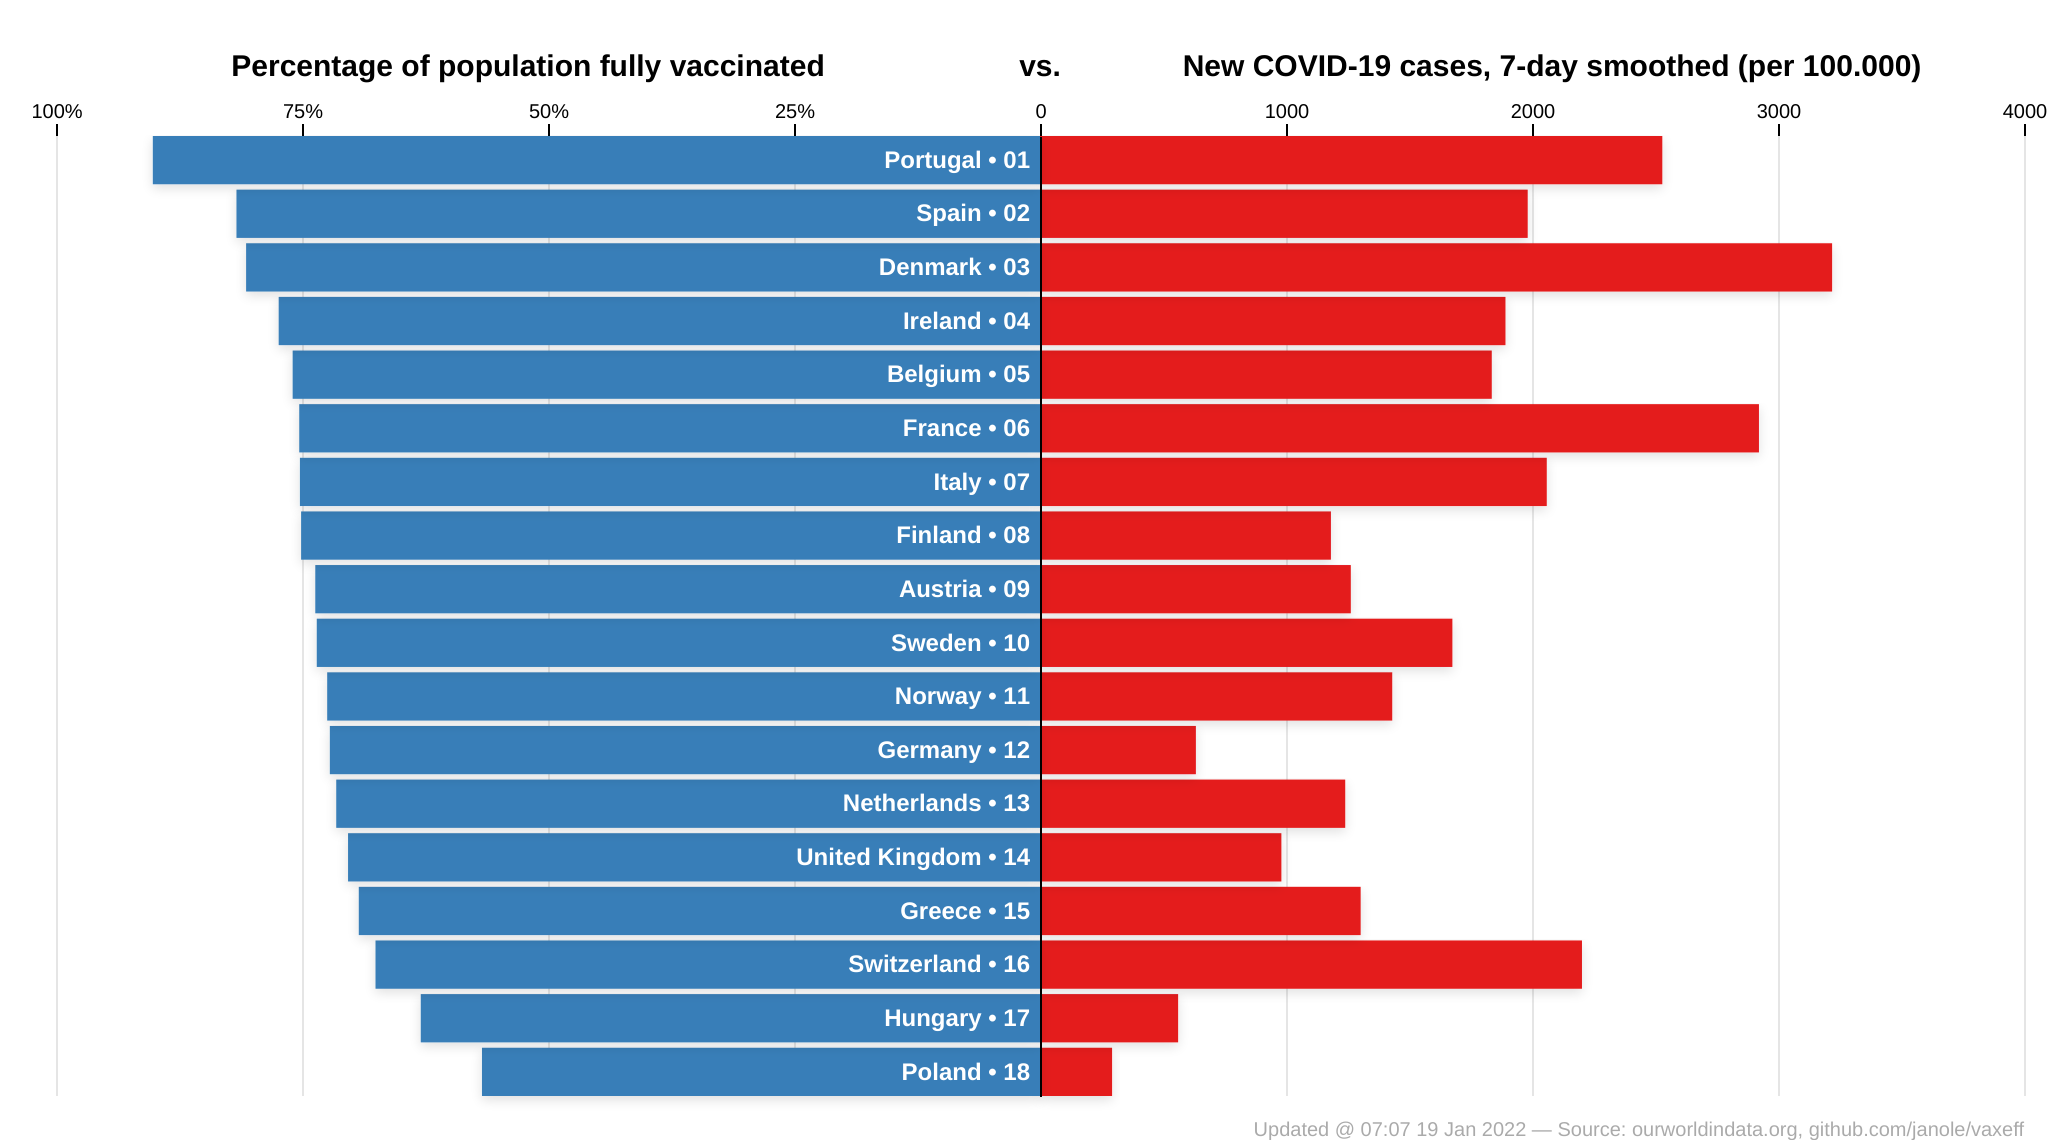 Percentage of population fully vaccinated vs. New COVID-19 cases, 7-day smoothed (per 100.000)
100% 75% 50% 25% 0 1000 2000 3000 4000
Portugal • 01
Spain • 02
Denmark • 03
Ireland • 04
Belgium • 05
France • 06
Italy • 07
Finland • 08
Austria • 09
Sweden • 10
Norway • 11
Germany • 12
Netherlands • 13
United Kingdom • 14
Greece • 15
Switzerland • 16
Hungary • 17
Poland • 18
Updated @ 07:07 19 Jan 2022 — Source: ourworldindata.org, github.com/janole/vaxeff